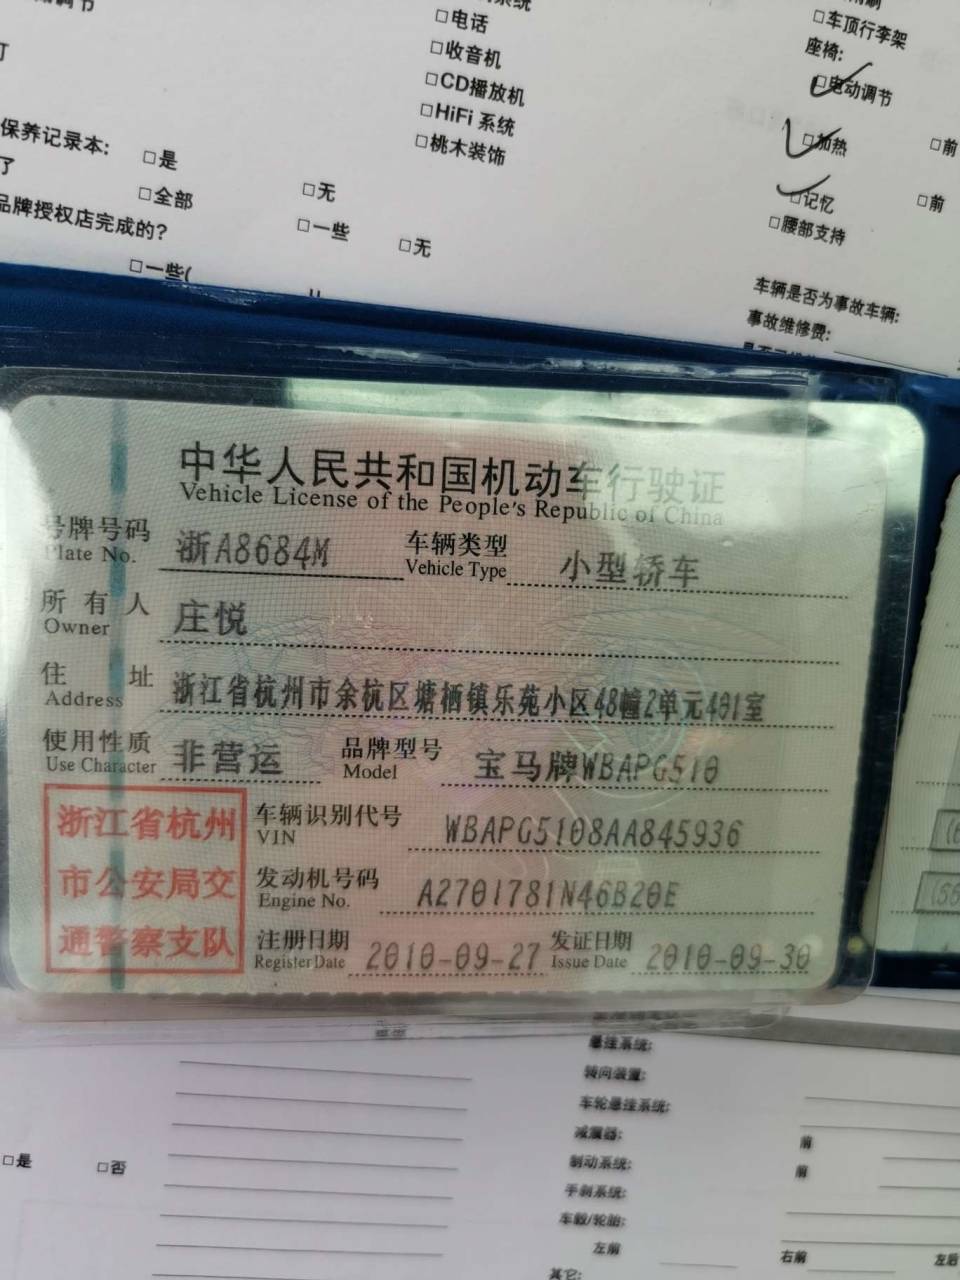 □电话
□收音机
□CD播放机
□HiFi 系统
□桃木装饰
□车顶行李架
座椅:
□电动调节
□加热 □前
□记忆 □前
□腰部支持
车辆是否为事故车辆:
事故维修费:
保养记录本: □是 □无
□全部 □一些 □无
品牌授权店完成的?
□一些(
中华人民共和国机动车行驶证
Vehicle License of the People's Republic of China
号牌号码 浙A8684M 车辆类型 小型轿车
Plate No. Vehicle Type
所有人 庄悦
Owner
住址 浙江省杭州市余杭区塘栖镇乐苑小区48幢2单元401室
Address
使用性质 非营运 品牌型号 宝马牌WBAPG510
Use Character Model
浙江省杭州
市公安局交
通警察支队
车辆识别代号 WBAPG5108AA845936
VIN
发动机号码 A2701781N46B20E
Engine No.
注册日期 2010-09-27 发证日期 2010-09-30
Register Date Issue Date
悬挂系统:
转向装置:
车轮悬挂系统:
减震器: 前
制动系统: 前
手刹系统:
车毂/轮胎:
左前 右前 左后
其它:
□是 □否